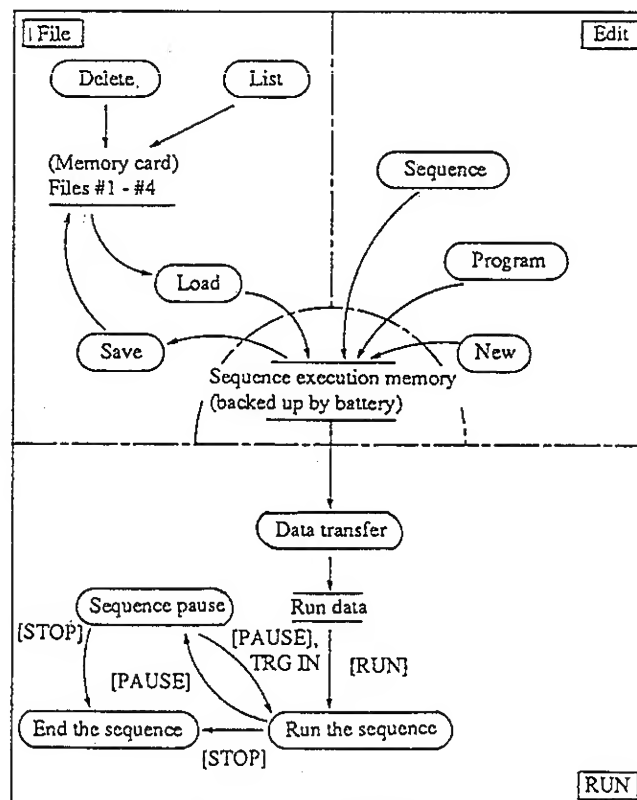 File
Edit
Delete
List
(Memory card)
Files #1 - #4
Sequence
Program
Load
Save
New
Sequence execution memory
(backed up by battery)
Data transfer
Sequence pause
Run data
[STOP]
[PAUSE],
TRG IN
[RUN]
[PAUSE]
End the sequence
Run the sequence
[STOP]
RUN